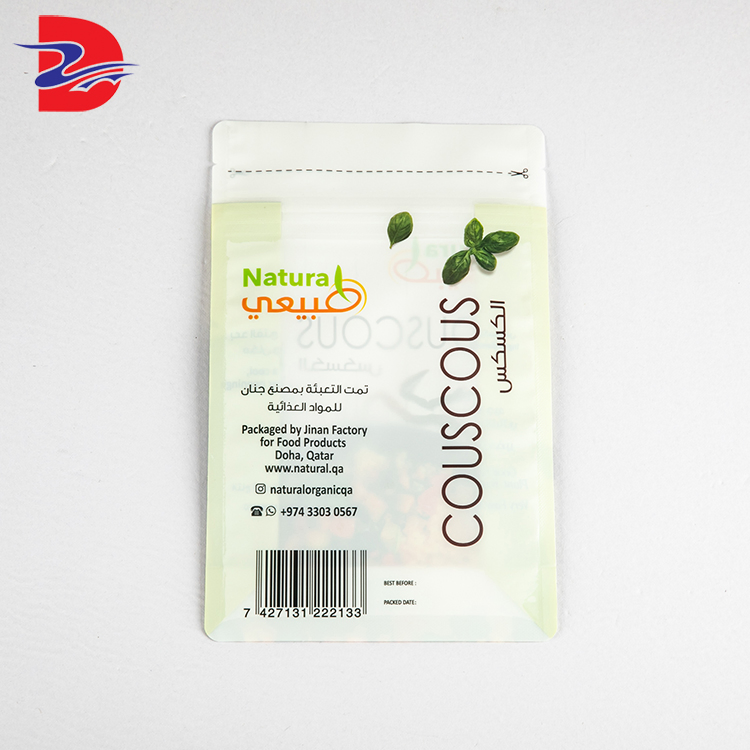 Natural
طبيعي
COUSCOUS
الكسكس
تمت التعبئة بمصنع جنان
للمواد الغذائية
Packaged by Jinan Factory
for Food Products
Doha, Qatar
www.natural.qa
naturalorganicqa
+974 3303 0567
7 427131 222133
BEST BEFORE :
PACKED DATE: